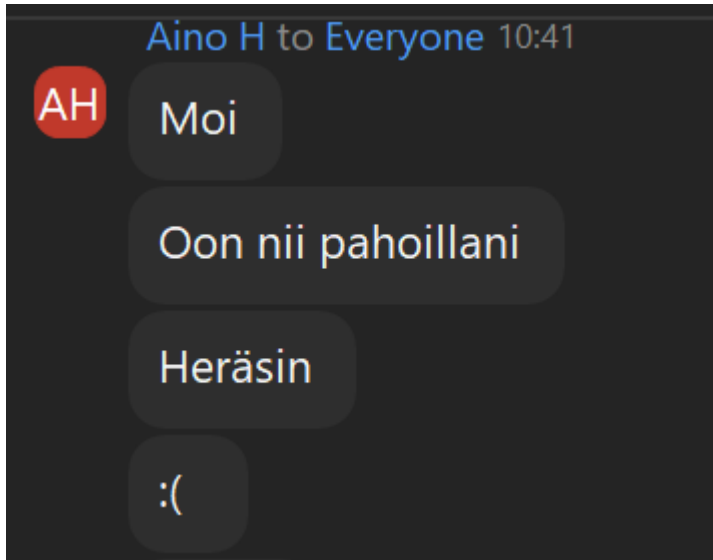 Aino H to Everyone 10:41
AH
Moi
Oon nii pahoillani
Heräsin
:(